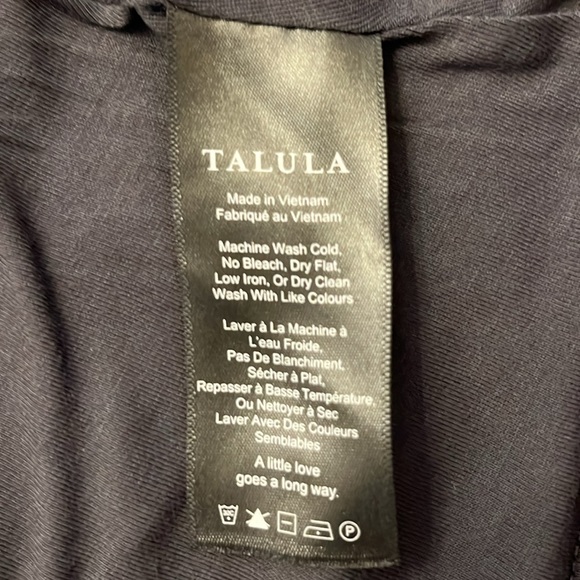 TALULA
Made in Vietnam
Fabriqué au Vietnam
Machine Wash Cold,
No Bleach, Dry Flat,
Low Iron, Or Dry Clean
Wash With Like Colours
Laver à La Machine à
L'eau Froide,
Pas De Blanchiment,
Sécher à Plat,
Repasser à Basse Température,
Ou Nettoyer à Sec
Laver Avec Des Couleurs
Semblables
A little love
goes a long way.
30C P